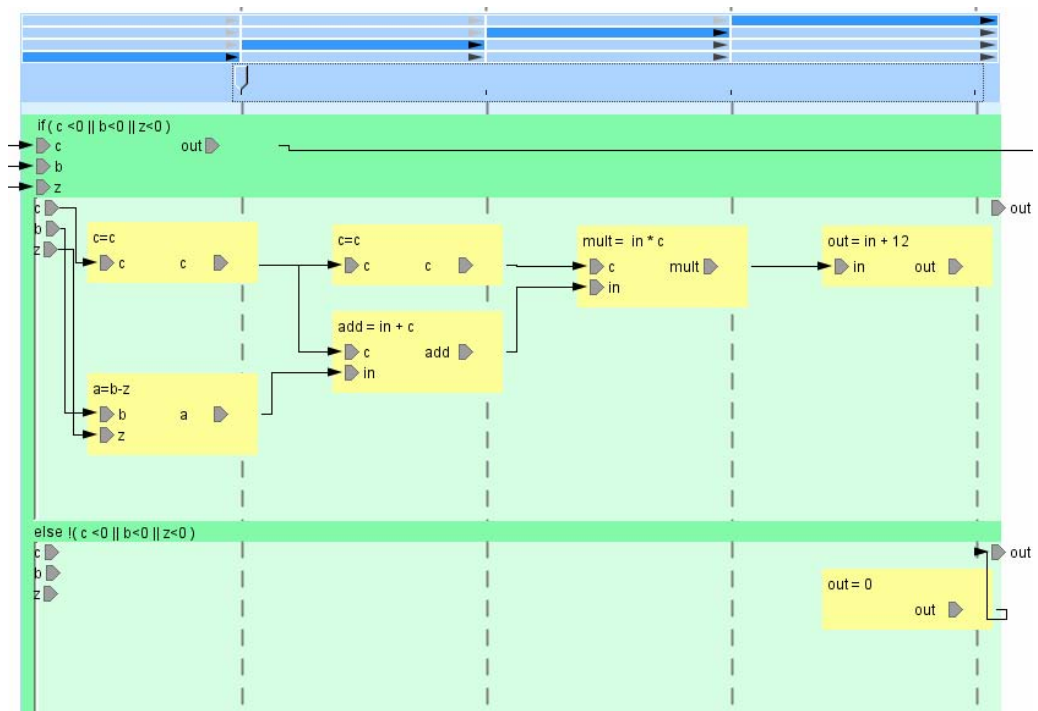 if( c <0 || b<0 || z<0 )
c out
b
z
c out
b
z
c=c
c c
c=c
c c
mult = in * c
c mult
in
out = in + 12
in out
add = in + c
c add
in
a=b-z
b a
z
else !( c <0 || b<0 || z<0 )
c out
b
z
out = 0
out